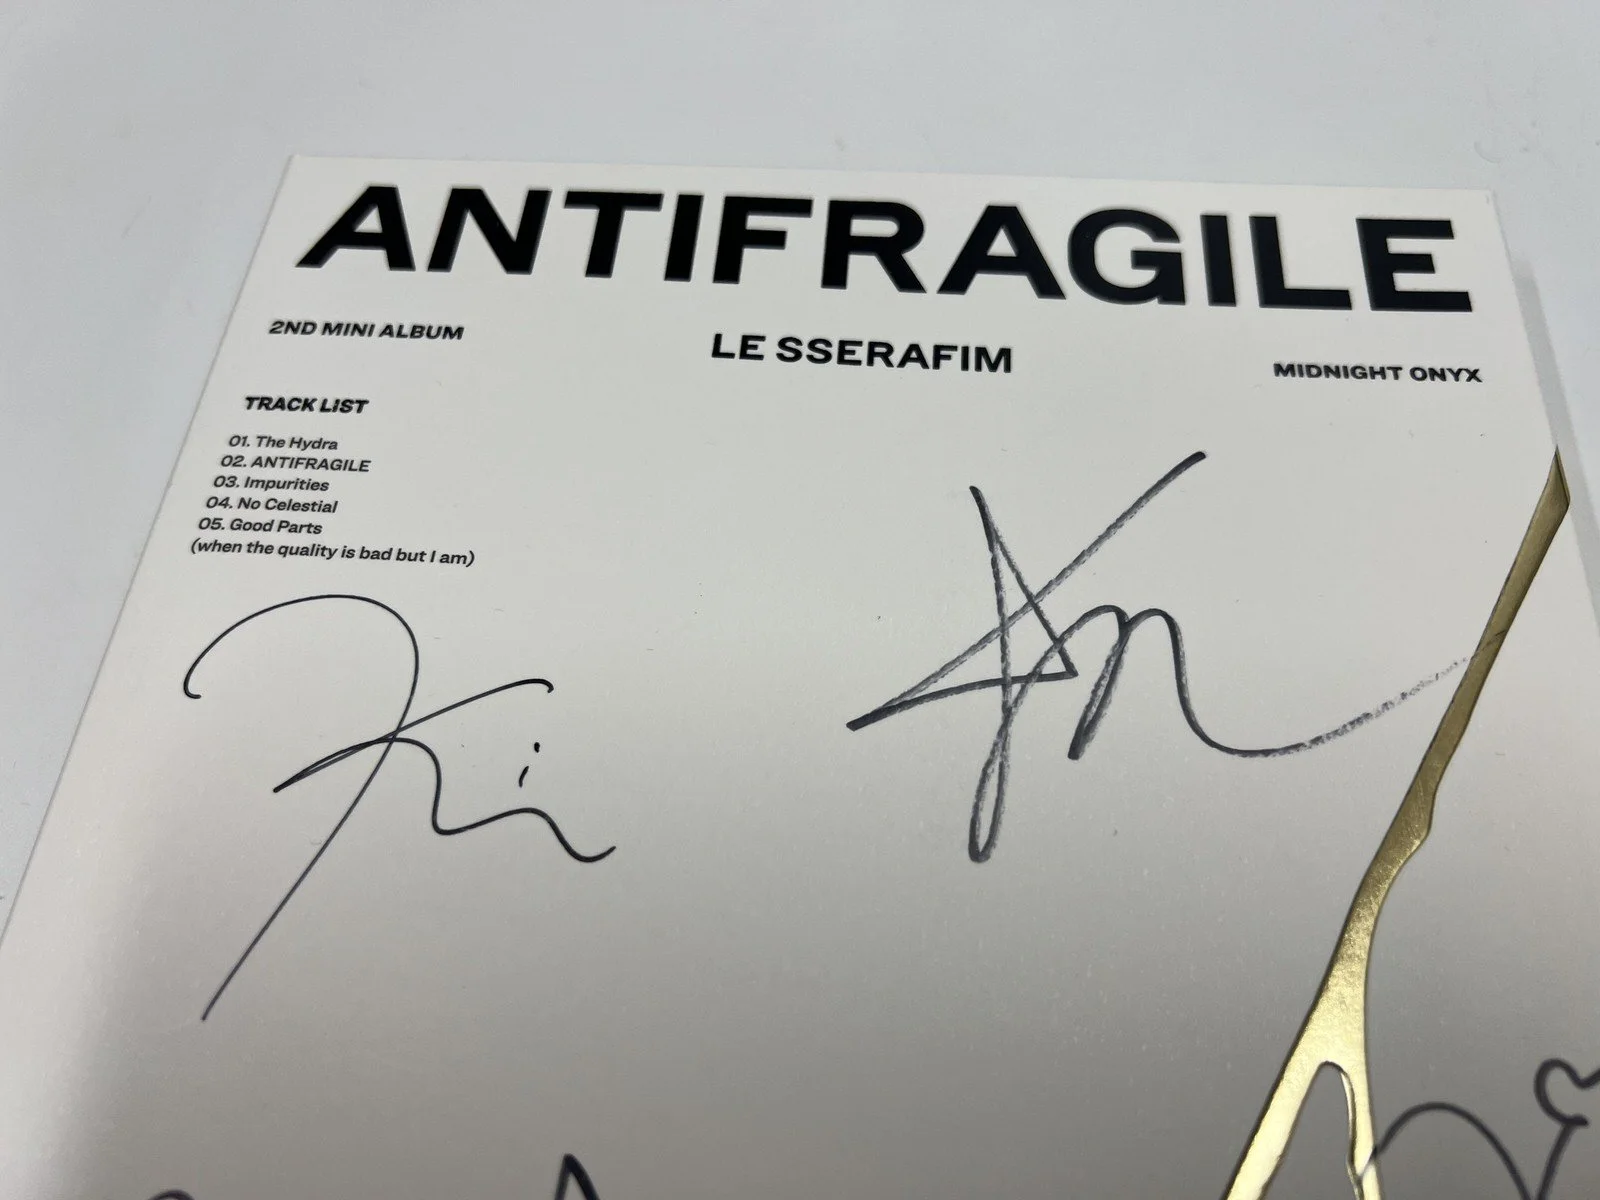 ANTIFRAGILE
2ND MINI ALBUM
LE SSERAFIM
MIDNIGHT ONYX
TRACK LIST
01. The Hydra
02. ANTIFRAGILE
03. Impurities
04. No Celestial
05. Good Parts
(when the quality is bad but I am)